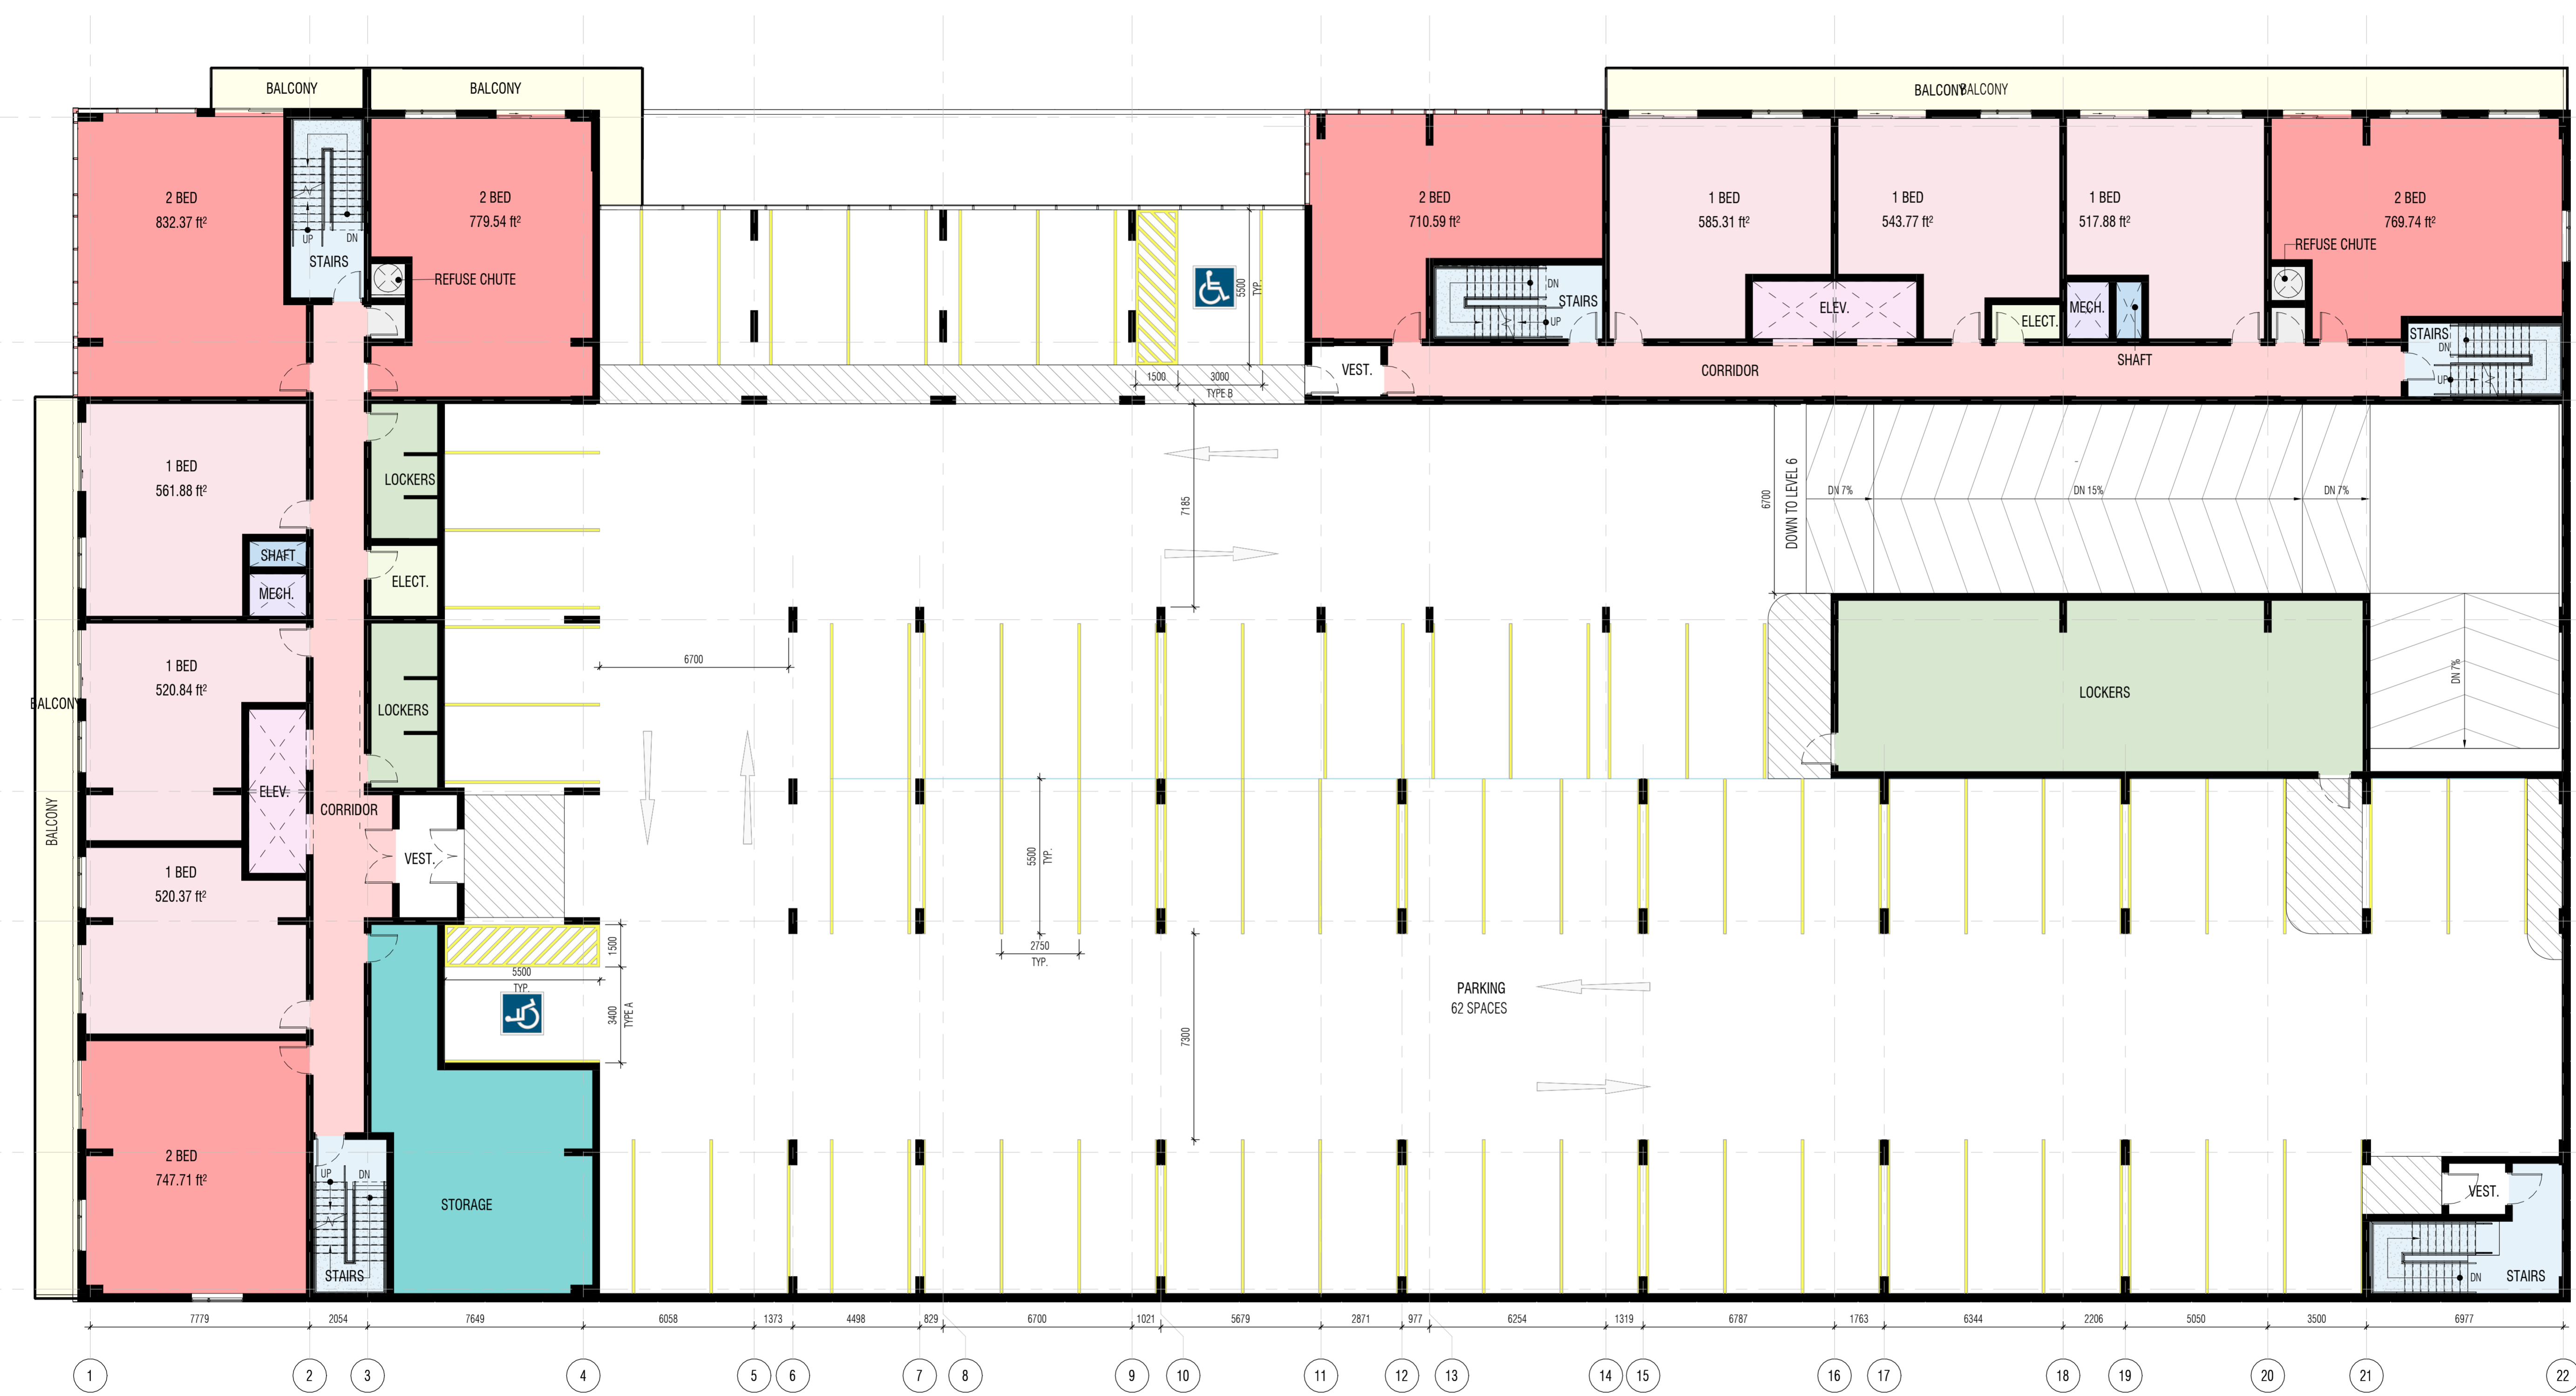 BALCONY
BALCONY
BALCONY
BALCONY
2 BED
832.37 ft²
UP
DN
STAIRS
2 BED
779.54 ft²
REFUSE CHUTE
5500
TYP.
1500
3000
TYPE B
2 BED
710.59 ft²
DN
STAIRS
UP
VEST.
1 BED
585.31 ft²
ELEV.
1 BED
543.77 ft²
ELECT.
1 BED
517.88 ft²
MECH.
SHAFT
CORRIDOR
2 BED
769.74 ft²
REFUSE CHUTE
STAIRS
DN
UP
1 BED
561.88 ft²
SHAFT
MECH.
LOCKERS
ELECT.
7185
6700
DOWN TO LEVEL 6
DN 7%
DN 15%
DN 7%
DN 7%
BALCONY
BALCONY
1 BED
520.84 ft²
ELEV.
CORRIDOR
LOCKERS
VEST.
6700
5500
TYP.
2750
TYP.
LOCKERS
1 BED
520.37 ft²
1500
5500
TYP.
3400
TYPE A
PARKING
62 SPACES
7300
2 BED
747.71 ft²
UP
DN
STAIRS
STORAGE
VEST.
DN
STAIRS
7779
2054
7649
6058
1373
4498
829
6700
1021
5679
2871
977
6254
1319
6787
1763
6344
2206
5050
3500
6977
1
2
3
4
5
6
7
8
9
10
11
12
13
14
15
16
17
18
19
20
21
22